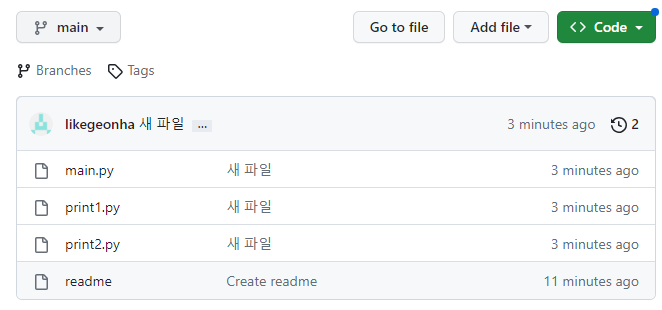 main Go to file Add file Code
Branches Tags
likegeonha 새 파일 ... 3 minutes ago 2
main.py 새 파일 3 minutes ago
print1.py 새 파일 3 minutes ago
print2.py 새 파일 3 minutes ago
readme Create readme 11 minutes ago